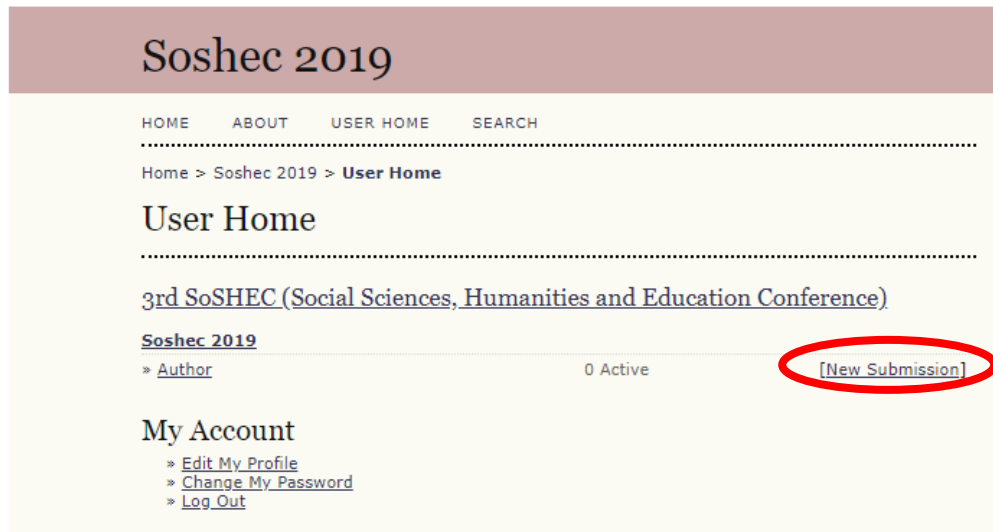 Soshec 2019
HOME ABOUT USER HOME SEARCH
Home > Soshec 2019 > User Home
User Home
3rd SoSHEC (Social Sciences, Humanities and Education Conference)
Soshec 2019
» Author 0 Active [New Submission]
My Account
» Edit My Profile
» Change My Password
» Log Out